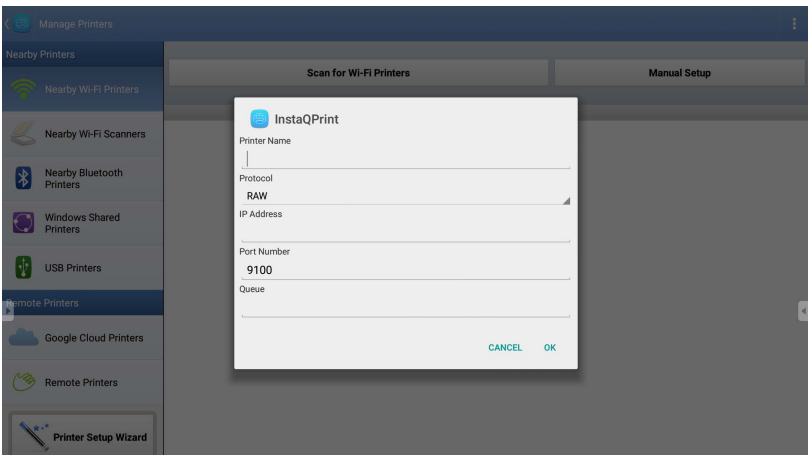 Manage Printers
Nearby Printers
Nearby Wi-Fi Printers
Nearby Wi-Fi Scanners
Nearby Bluetooth
Printers
Windows Shared
Printers
USB Printers
Remote Printers
Google Cloud Printers
Remote Printers
Printer Setup Wizard
Scan for Wi-Fi Printers
Manual Setup
InstaQPrint
Printer Name
Protocol
RAW
IP Address
Port Number
9100
Queue
CANCEL OK